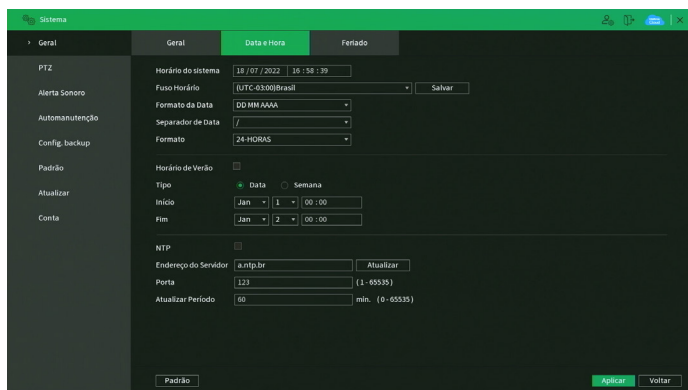 Sistema
Geral
PTZ
Alerta Sonoro
Automanutenção
Config. backup
Padrão
Atualizar
Conta
Geral Data e Hora Feriado
Horário do sistema 18 / 07 / 2022 16 : 58 : 39
Fuso Horário (UTC-03:00)Brasil Salvar
Formato da Data DD MM AAAA
Separador de Data /
Formato 24-HORAS
Horário de Verão
Tipo Data Semana
Início Jan 1 00 : 00
Fim Jan 2 00 : 00
NTP
Endereço do Servidor a.ntp.br Atualizar
Porta 123 (1-65535)
Atualizar Período 60 min. (0-65535)
Padrão Aplicar Voltar